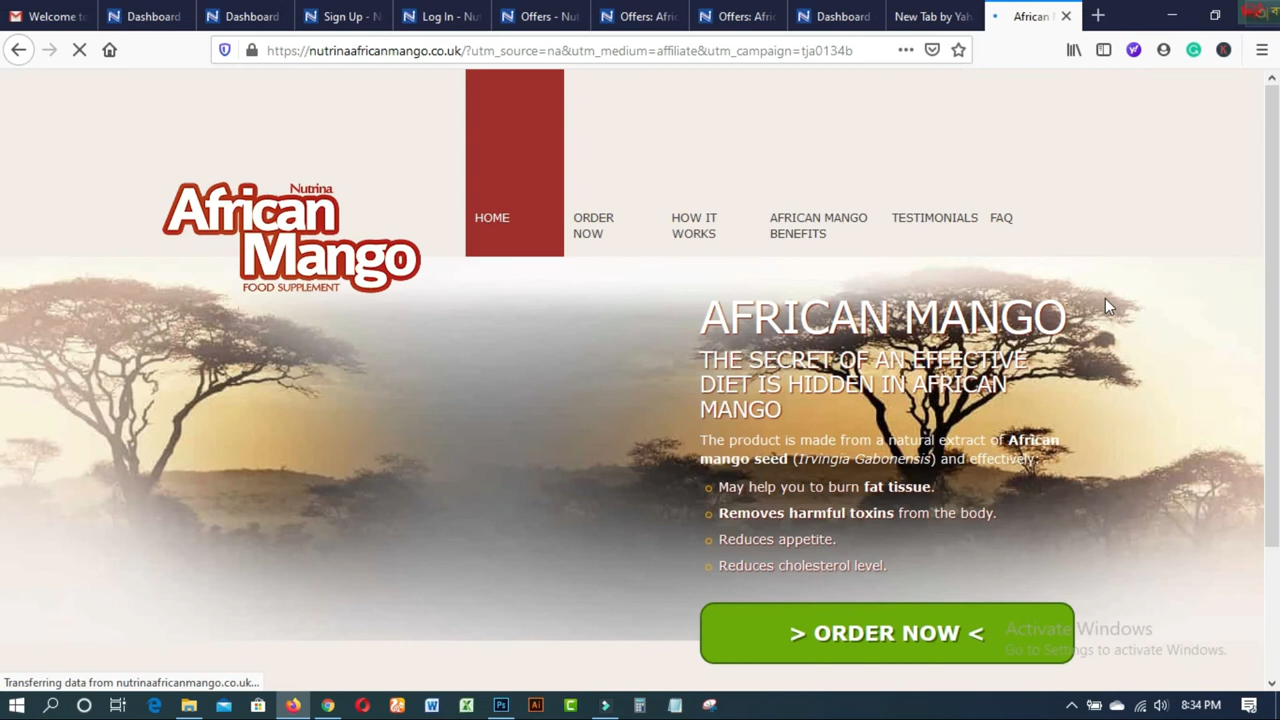 Welcome to
Dashboard
Dashboard
Sign Up - N
Log In - Nut
Offers - Nut
Offers: Afric
Offers: Afric
Dashboard
New Tab by Yah
African M
https://nutrinaafricanmango.co.uk/?utm_source=na&utm_medium=affiliate&utm_campaign=tja0134b
Nutrina
African
Mango
FOOD SUPPLEMENT
HOME
ORDER
NOW
HOW IT
WORKS
AFRICAN MANGO
BENEFITS
TESTIMONIALS
FAQ
AFRICAN MANGO
THE SECRET OF AN EFFECTIVE
DIET IS HIDDEN IN AFRICAN
MANGO
The product is made from a natural extract of African
mango seed (Irvingia Gabonensis) and effectively:
May help you to burn fat tissue.
Removes harmful toxins from the body.
Reduces appetite.
Reduces cholesterol level.
> ORDER NOW <
Activate Windows
Go to Settings to activate Windows.
Transferring data from nutrinaafricanmango.co.uk...
8:34 PM